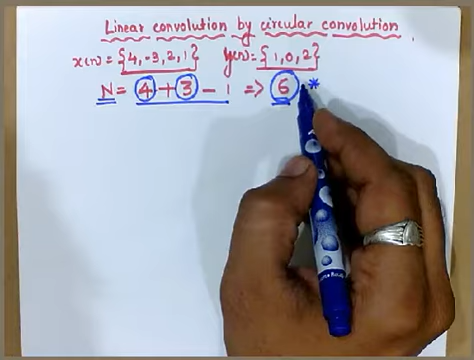 Linear convolution by circular convolution.
x(n) = {4, -3, 2, 1} y(n) = {1, 0, 2}
N = 4 + 3 - 1 => 6 *